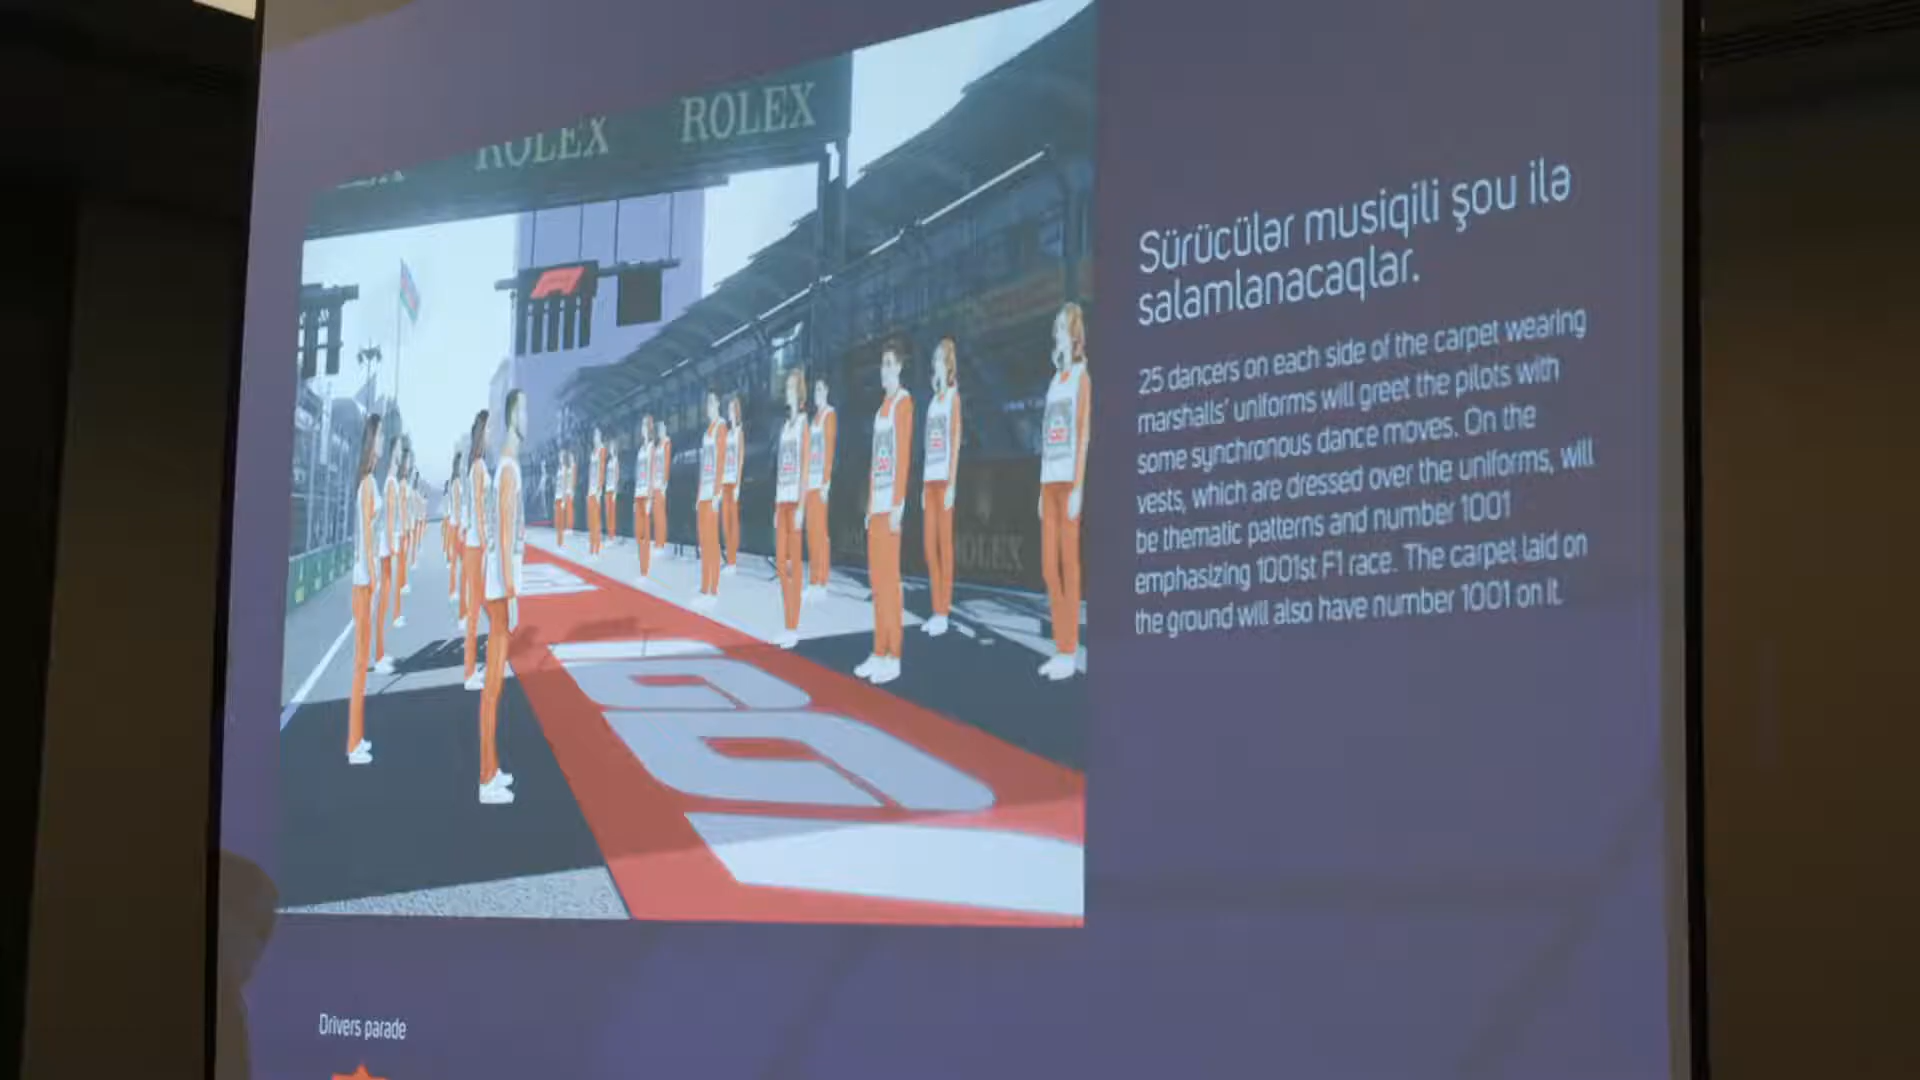 ROLEX
ROLEX
F1
Sürücülər musiqili şou ilə
salamlanacaqlar.
25 dancers on each side of the carpet wearing
marshalls' uniforms will greet the pilots with
some synchronous dance moves. On the
vests, which are dressed over the uniforms, will
be thematic patterns and number 1001
emphasizing 1001st F1 race. The carpet laid on
the ground will also have number 1001 on it.
ROLEX
Drivers parade